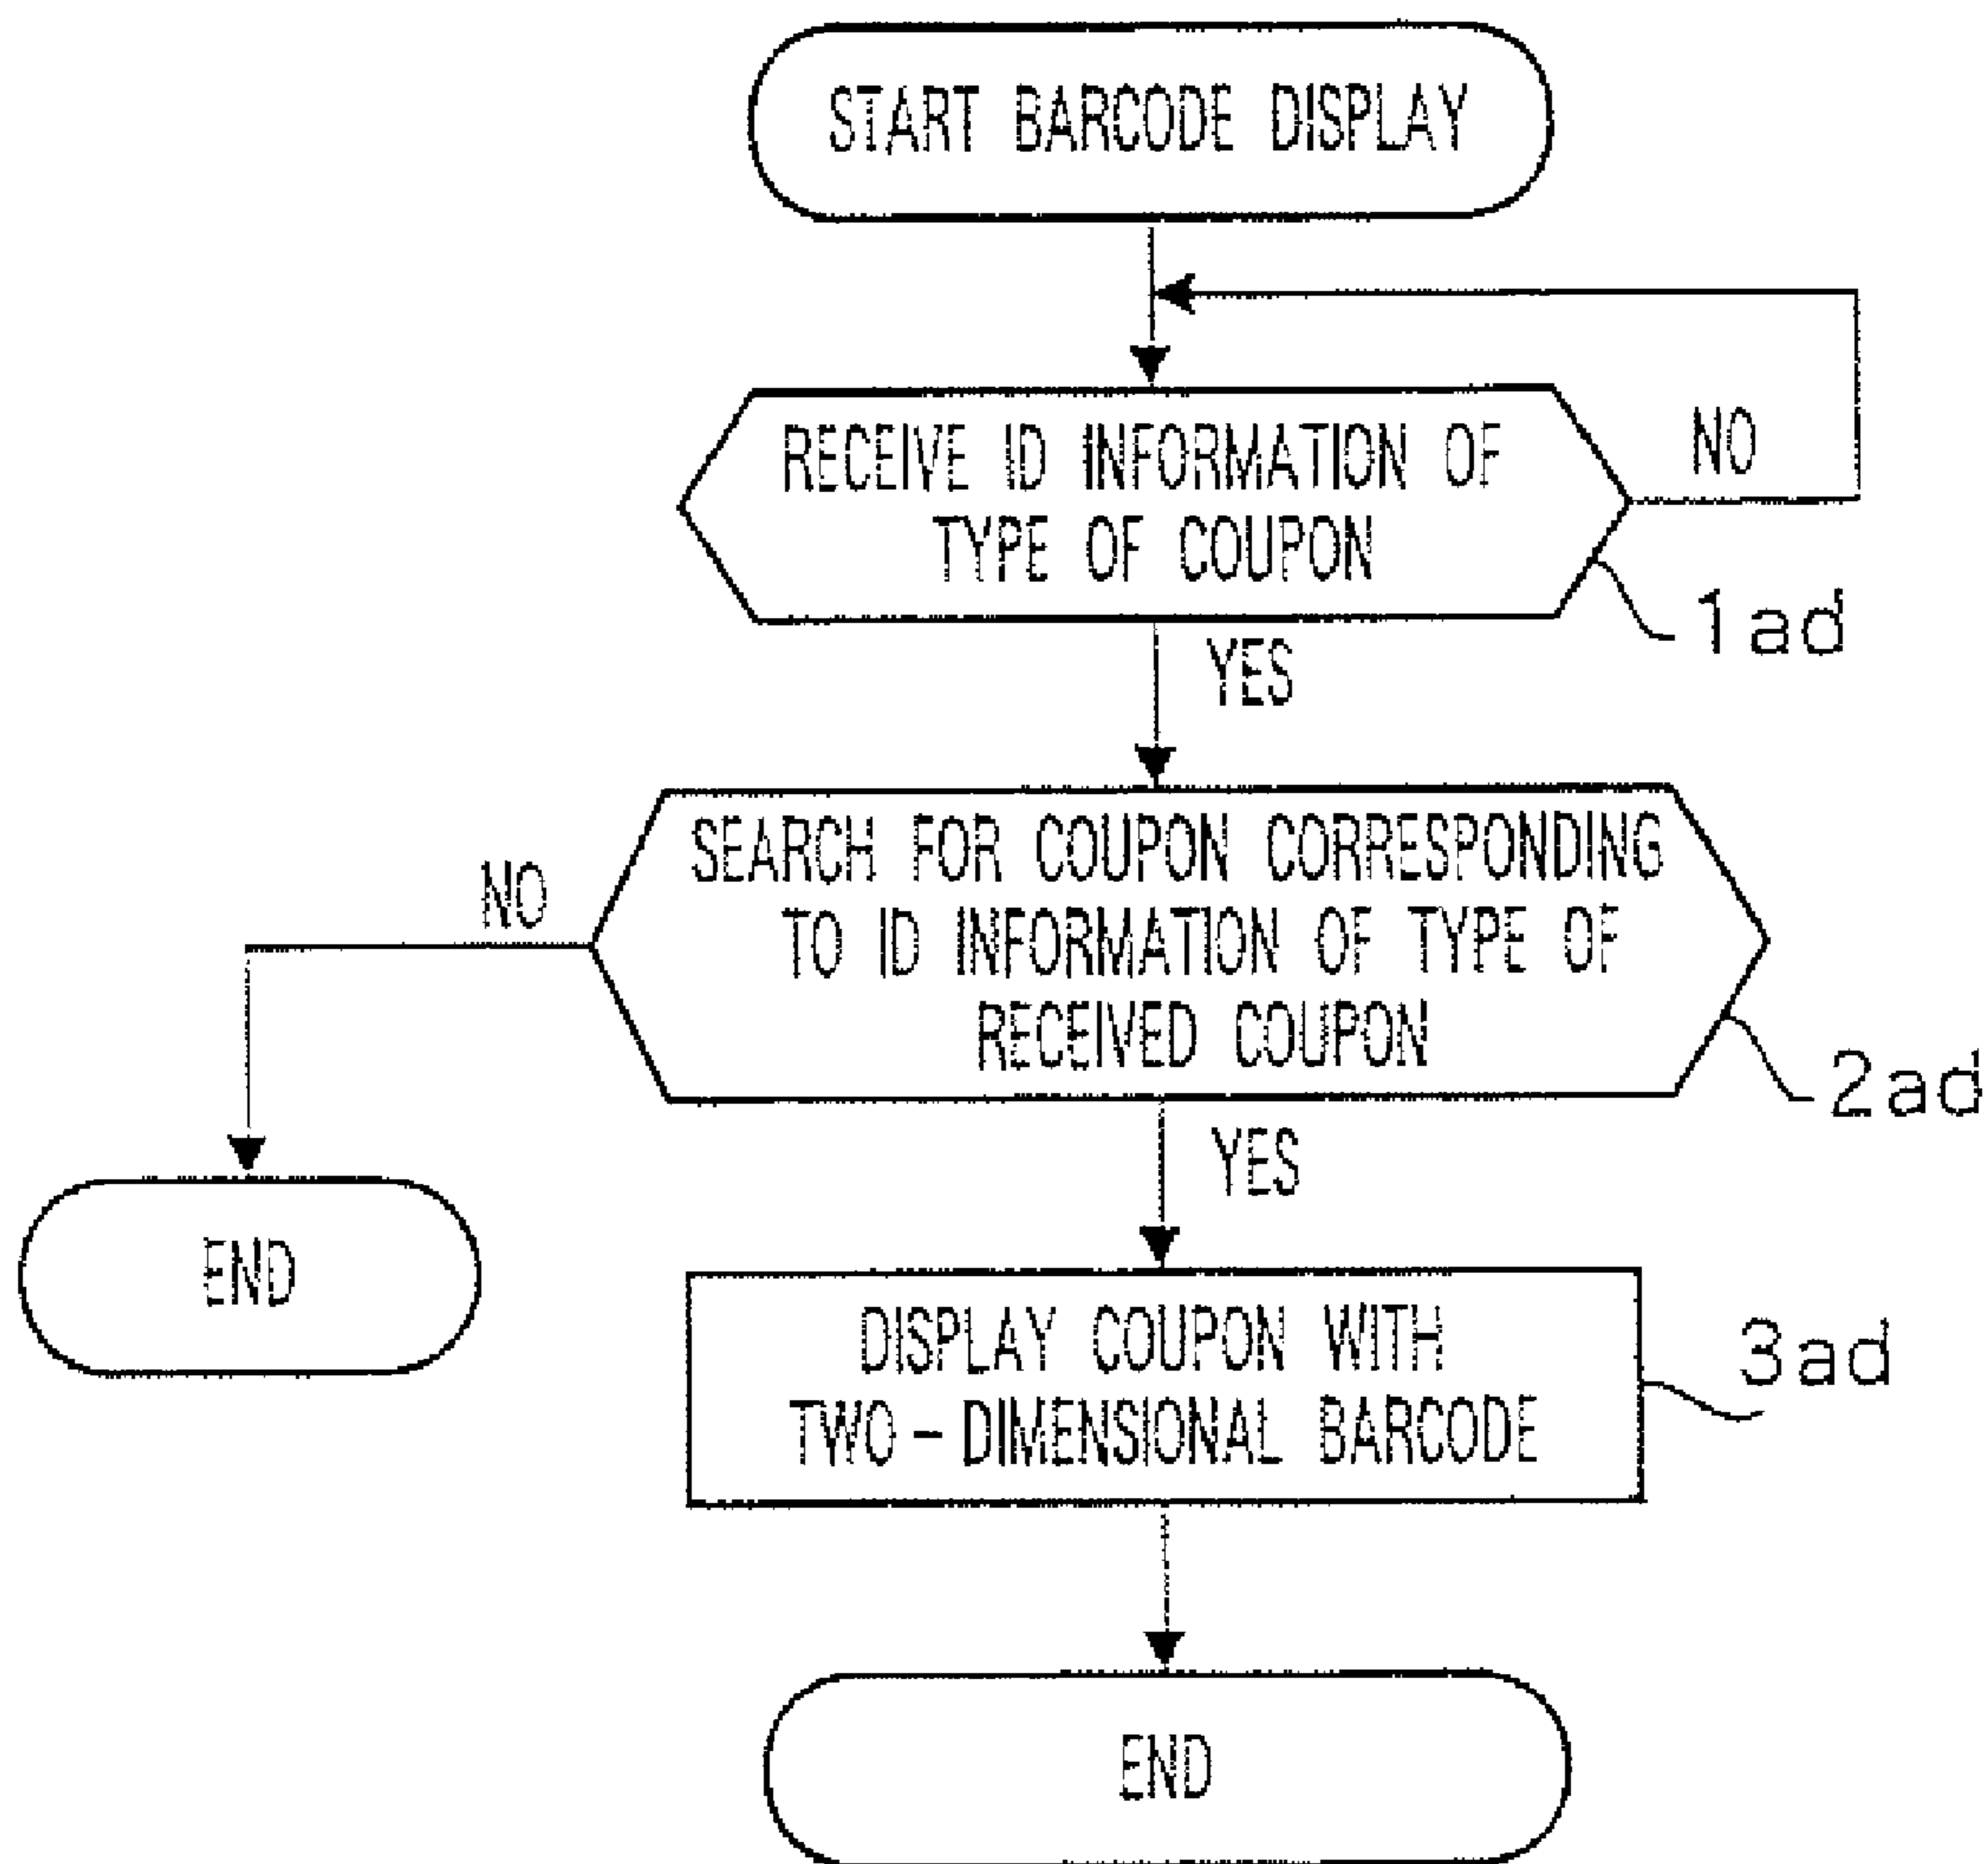 START BARCODE DISPLAY
RECEIVE ID INFORMATION OF
TYPE OF COUPON
NO
1ad
YES
SEARCH FOR COUPON CORRESPONDING
TO ID INFORMATION OF TYPE OF
RECEIVED COUPON
NO
2ad
YES
END
DISPLAY COUPON WITH
TWO-DIMENSIONAL BARCODE
3ad
END